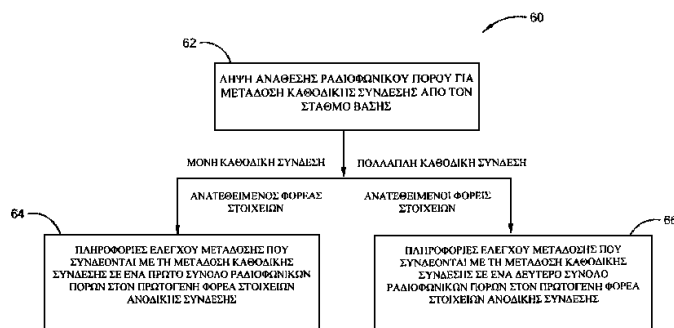 60
62
ΛΗΨΗ ΑΝΑΘΕΣΗΣ ΡΑΔΙΟΦΩΝΙΚΟΥ ΠΟΡΟΥ ΓΙΑ
ΜΕΤΑΔΟΣΗ ΚΑΘΟΔΙΚΗΣ ΣΥΝΔΕΣΗΣ ΑΠΟ ΤΟΝ
ΣΤΑΘΜΟ ΒΑΣΗΣ
ΜΟΝΗ ΚΑΘΟΔΙΚΗ ΣΥΝΔΕΣΗ
ΠΟΛΛΑΠΛΗ ΚΑΘΟΔΙΚΗ ΣΥΝΔΕΣΗ
ΑΝΑΤΕΘΕΙΜΕΝΟΣ ΦΟΡΕΑΣ
ΣΤΟΙΧΕΙΩΝ
ΑΝΑΤΕΘΕΙΜΕΝΟΙ ΦΟΡΕΙΣ
ΣΤΟΙΧΕΙΩΝ
64
ΠΛΗΡΟΦΟΡΙΕΣ ΕΛΕΓΧΟΥ ΜΕΤΑΔΟΣΗΣ ΠΟΥ
ΣΥΝΔΕΟΝΤΑΙ ΜΕ ΤΗ ΜΕΤΑΔΟΣΗ ΚΑΘΟΔΙΚΗΣ
ΣΥΝΔΕΣΗΣ ΣΕ ΕΝΑ ΠΡΩΤΟ ΣΥΝΟΛΟ ΡΑΔΙΟΦΩΝΙΚΩΝ
ΠΟΡΩΝ ΣΤΟΝ ΠΡΩΤΟΓΕΝΗ ΦΟΡΕΑ ΣΤΟΙΧΕΙΩΝ
ΑΝΟΔΙΚΗΣ ΣΥΝΔΕΣΗΣ
66
ΠΛΗΡΟΦΟΡΙΕΣ ΕΛΕΓΧΟΥ ΜΕΤΑΔΟΣΗΣ ΠΟΥ
ΣΥΝΔΕΟΝΤΑΙ ΜΕ ΤΗ ΜΕΤΑΔΟΣΗ ΚΑΘΟΔΙΚΗΣ
ΣΥΝΔΕΣΗΣ ΣΕ ΕΝΑ ΔΕΥΤΕΡΟ ΣΥΝΟΛΟ
ΡΑΔΙΟΦΩΝΙΚΩΝ ΠΟΡΩΝ ΣΤΟΝ ΠΡΩΤΟΓΕΝΗ ΦΟΡΕΑ
ΣΤΟΙΧΕΙΩΝ ΑΝΟΔΙΚΗΣ ΣΥΝΔΕΣΗΣ